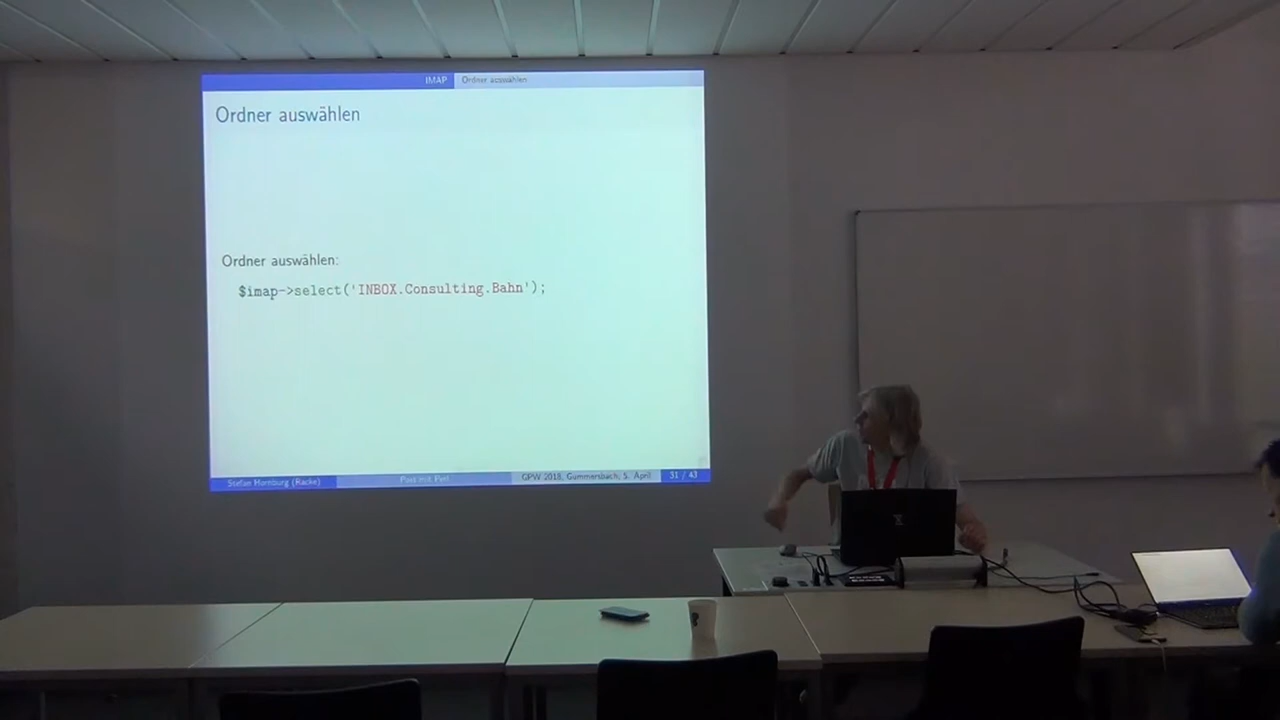 IMAP Ordner auswählen
Ordner auswählen
Ordner auswählen:
$imap->select('INBOX.Consulting.Bahn');
Stefan Hornburg (Racke) Post mit Perl GPW 2018, Gummersbach, 5. April 31 / 43